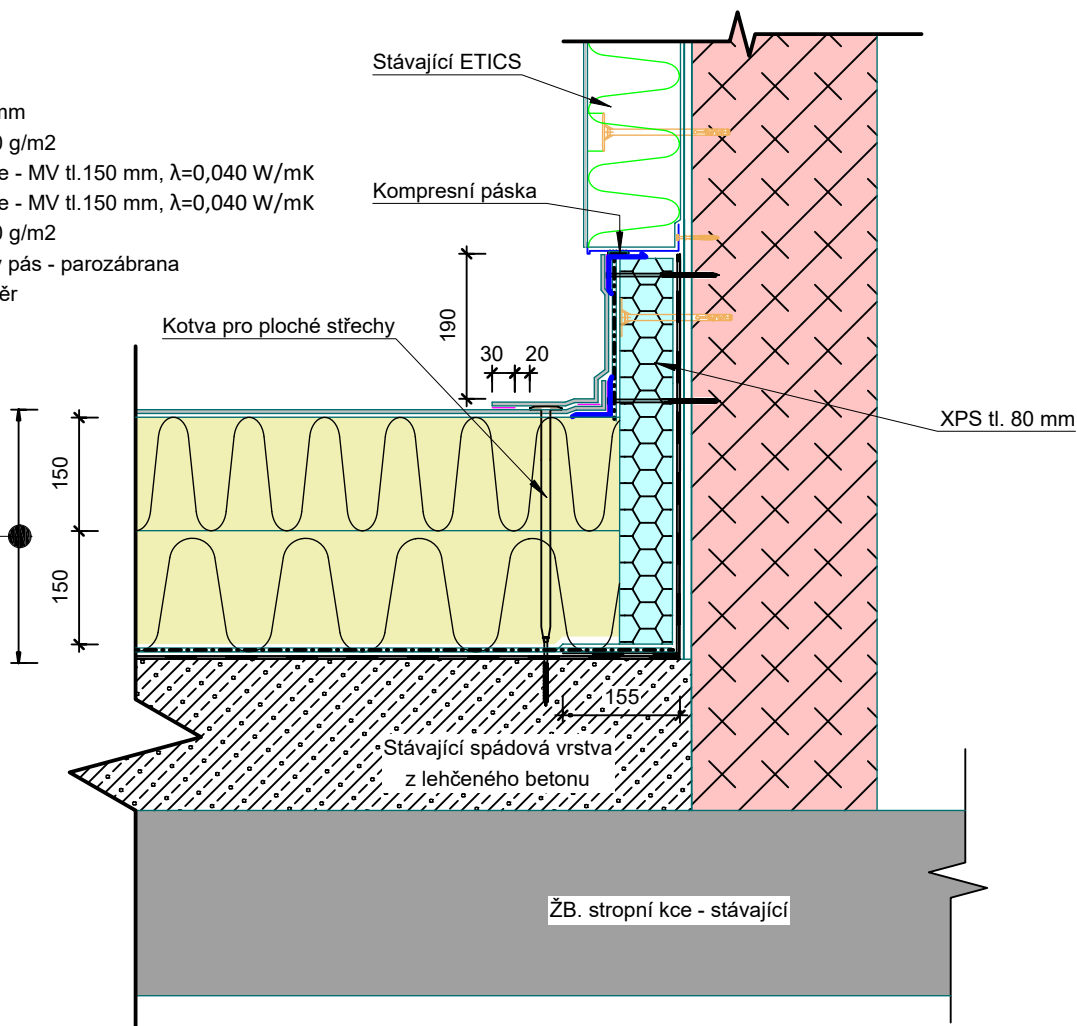 mm
g/m2
- MV tl.150 mm, λ=0,040 W/mK
- MV tl.150 mm, λ=0,040 W/mK
g/m2
pás - parozábrana
Stávající ETICS
Kompresní páska
Kotva pro ploché střechy
190
30 20
XPS tl. 80 mm
150
150
155
Stávající spádová vrstva
z lehčeného betonu
ŽB. stropní kce - stávající